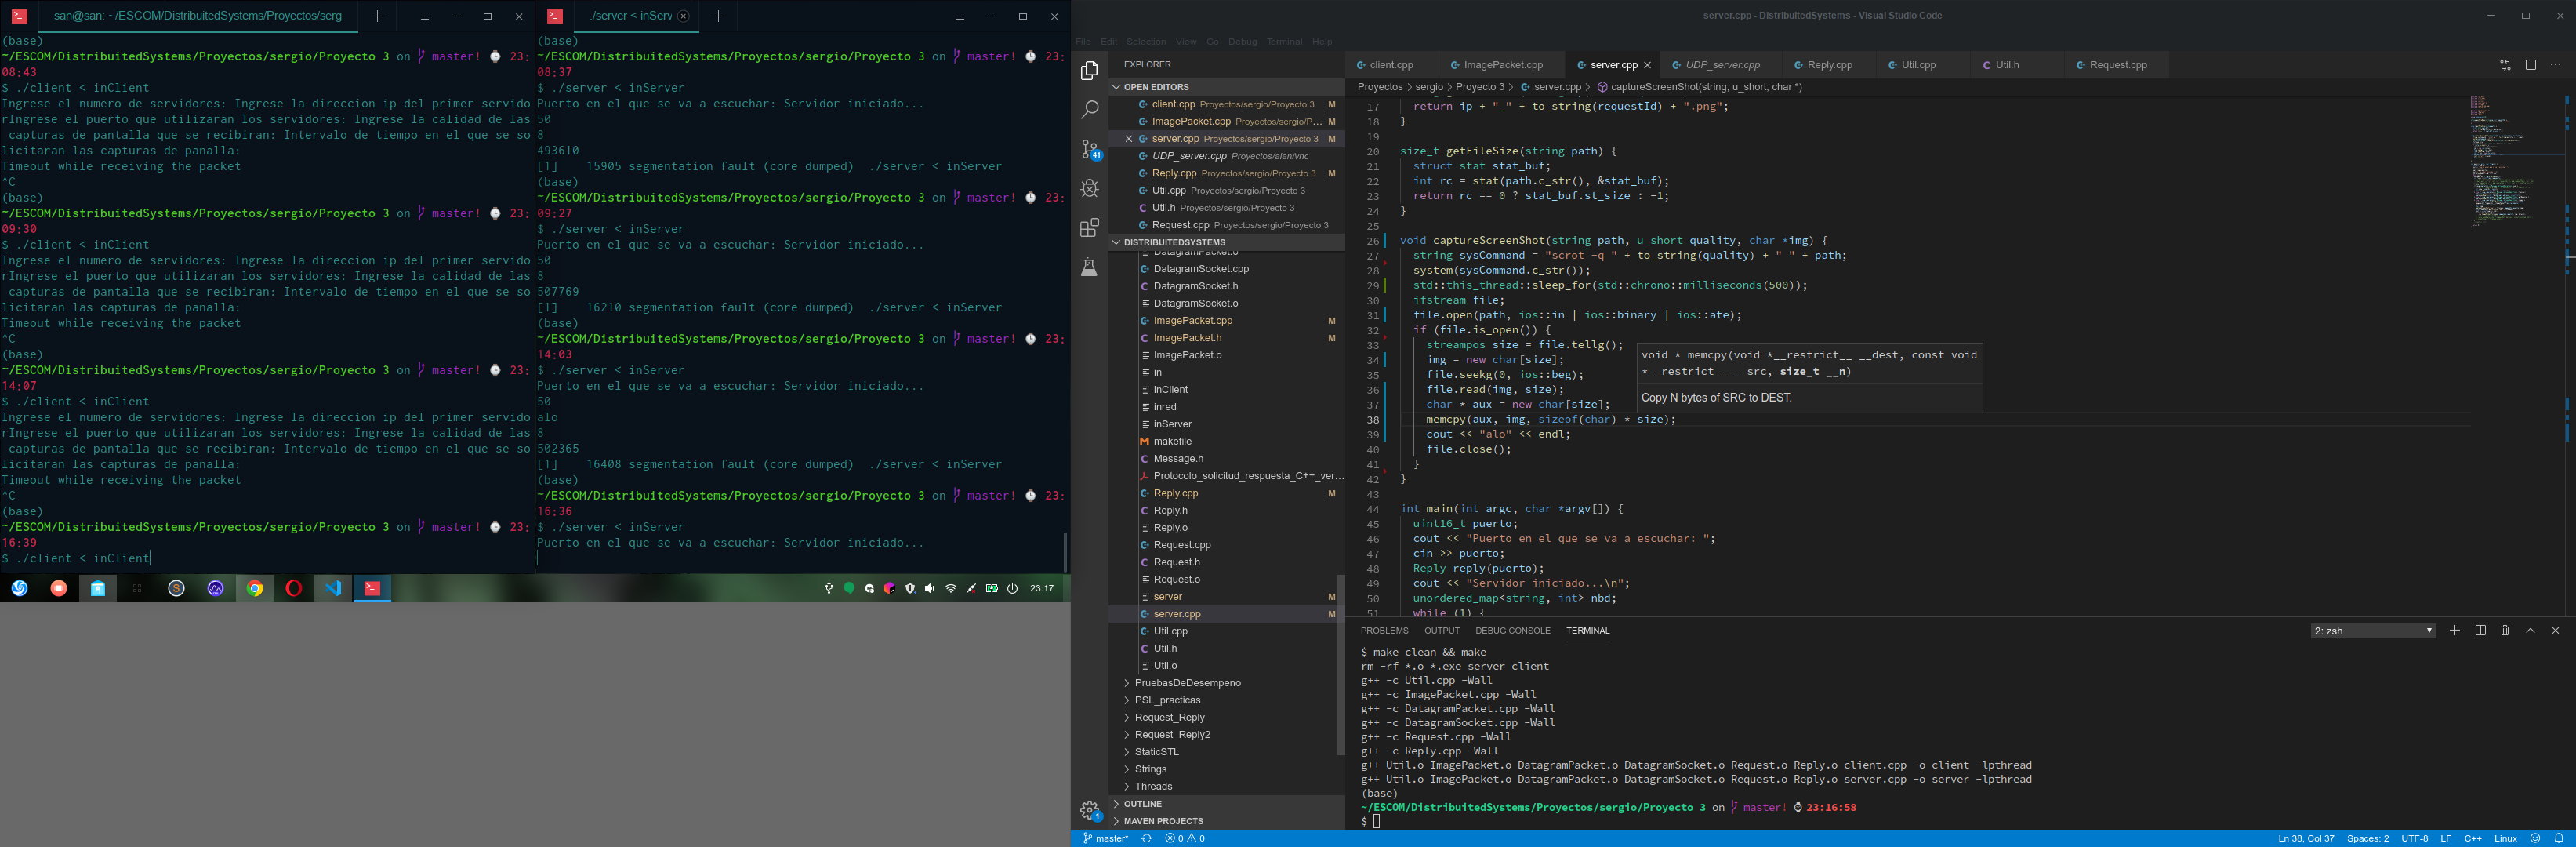 san@san: ~/ESCOM/DistribuitedSystems/Proyectos/serg
(base)
~/ESCOM/DistribuitedSystems/Proyectos/sergio/Proyecto 3 on master! 23:
08:43
$ ./client < inClient
Ingrese el numero de servidores: Ingrese la direccion ip del primer servido
rIngrese el puerto que utilizaran los servidores: Ingrese la calidad de las
capturas de pantalla que se recibiran: Intervalo de tiempo en el que se so
licitaran las capturas de panalla:
Timeout while receiving the packet
^C
(base)
~/ESCOM/DistribuitedSystems/Proyectos/sergio/Proyecto 3 on master! 23:
09:30
$ ./client < inClient
Ingrese el numero de servidores: Ingrese la direccion ip del primer servido
rIngrese el puerto que utilizaran los servidores: Ingrese la calidad de las
capturas de pantalla que se recibiran: Intervalo de tiempo en el que se so
licitaran las capturas de panalla:
Timeout while receiving the packet
^C
(base)
~/ESCOM/DistribuitedSystems/Proyectos/sergio/Proyecto 3 on master! 23:
14:07
$ ./client < inClient
Ingrese el numero de servidores: Ingrese la direccion ip del primer servido
rIngrese el puerto que utilizaran los servidores: Ingrese la calidad de las
capturas de pantalla que se recibiran: Intervalo de tiempo en el que se so
licitaran las capturas de panalla:
Timeout while receiving the packet
^C
(base)
~/ESCOM/DistribuitedSystems/Proyectos/sergio/Proyecto 3 on master! 23:
16:39
$ ./client < inClient
./server < inServ
(base)
~/ESCOM/DistribuitedSystems/Proyectos/sergio/Proyecto 3 on master! 23:
08:37
$ ./server < inServer
Puerto en el que se va a escuchar: Servidor iniciado...
50
8
493610
[1]    15905 segmentation fault (core dumped)  ./server < inServer
(base)
~/ESCOM/DistribuitedSystems/Proyectos/sergio/Proyecto 3 on master! 23:
09:27
$ ./server < inServer
Puerto en el que se va a escuchar: Servidor iniciado...
50
8
507769
[1]    16210 segmentation fault (core dumped)  ./server < inServer
(base)
~/ESCOM/DistribuitedSystems/Proyectos/sergio/Proyecto 3 on master! 23:
14:03
$ ./server < inServer
Puerto en el que se va a escuchar: Servidor iniciado...
50
alo
8
502365
[1]    16408 segmentation fault (core dumped)  ./server < inServer
(base)
~/ESCOM/DistribuitedSystems/Proyectos/sergio/Proyecto 3 on master! 23:
16:36
$ ./server < inServer
Puerto en el que se va a escuchar: Servidor iniciado...
23:17
server.cpp - DistribuitedSystems - Visual Studio Code
File Edit Selection View Go Debug Terminal Help
EXPLORER
OPEN EDITORS
client.cpp Proyectos/sergio/Proyecto 3 M
ImagePacket.cpp Proyectos/sergio/P... M
server.cpp Proyectos/sergio/Proyecto 3 M
UDP_server.cpp Proyectos/alan/vnc
Reply.cpp Proyectos/sergio/Proyecto 3 M
Util.cpp Proyectos/sergio/Proyecto 3
Util.h Proyectos/sergio/Proyecto 3
Request.cpp Proyectos/sergio/Proyecto 3
DISTRIBUITEDSYSTEMS
DatagramPacket.o
DatagramSocket.cpp
DatagramSocket.h
DatagramSocket.o
ImagePacket.cpp M
ImagePacket.h M
ImagePacket.o
in
inClient
inred
inServer
makefile
Message.h
Protocolo_solicitud_respuesta_C++_ver...
Reply.cpp M
Reply.h
Reply.o
Request.cpp
Request.h
Request.o
server M
server.cpp M
Util.cpp
Util.h
Util.o
PruebasDeDesempeno
PSL_practicas
Request_Reply
Request_Reply2
StaticSTL
Strings
Threads
OUTLINE
MAVEN PROJECTS
41
1
client.cpp ImagePacket.cpp server.cpp UDP_server.cpp Reply.cpp Util.cpp Util.h Request.cpp
Proyectos > sergio > Proyecto 3 > server.cpp > captureScreenShot(string, u_short, char *)
17 return ip + "_" + to_string(requestId) + ".png";
18 }
19
20 size_t getFileSize(string path) {
21 struct stat stat_buf;
22 int rc = stat(path.c_str(), &stat_buf);
23 return rc == 0 ? stat_buf.st_size : -1;
24 }
25
26 void captureScreenShot(string path, u_short quality, char *img) {
27 string sysCommand = "scrot -q " + to_string(quality) + " " + path;
28 system(sysCommand.c_str());
29 std::this_thread::sleep_for(std::chrono::milliseconds(500));
30 ifstream file;
31 file.open(path, ios::in | ios::binary | ios::ate);
32 if (file.is_open()) {
33 streampos size = file.tellg();
34 img = new char[size];
35 file.seekg(0, ios::beg);
36 file.read(img, size);
37 char * aux = new char[size];
38 memcpy(aux, img, sizeof(char) * size);
39 cout << "alo" << endl;
40 file.close();
41 }
42 }
43
44 int main(int argc, char *argv[]) {
45 uint16_t puerto;
46 cout << "Puerto en el que se va a escuchar: ";
47 cin >> puerto;
48 Reply reply(puerto);
49 cout << "Servidor iniciado...\n";
50 unordered_map<string, int> nbd;
51 while (1) {
void * memcpy(void *__restrict__ __dest, const void
*__restrict__ __src, size_t __n)
Copy N bytes of SRC to DEST.
PROBLEMS OUTPUT DEBUG CONSOLE TERMINAL
2: zsh
$ make clean && make
rm -rf *.o *.exe server client
g++ -c Util.cpp -Wall
g++ -c ImagePacket.cpp -Wall
g++ -c DatagramPacket.cpp -Wall
g++ -c DatagramSocket.cpp -Wall
g++ -c Request.cpp -Wall
g++ -c Reply.cpp -Wall
g++ Util.o ImagePacket.o DatagramPacket.o DatagramSocket.o Request.o Reply.o client.cpp -o client -lpthread
g++ Util.o ImagePacket.o DatagramPacket.o DatagramSocket.o Request.o Reply.o server.cpp -o server -lpthread
(base)
~/ESCOM/DistribuitedSystems/Proyectos/sergio/Proyecto 3 on master! 23:16:58
$
master* 0 0 Ln 38, Col 37 Spaces: 2 UTF-8 LF C++ Linux